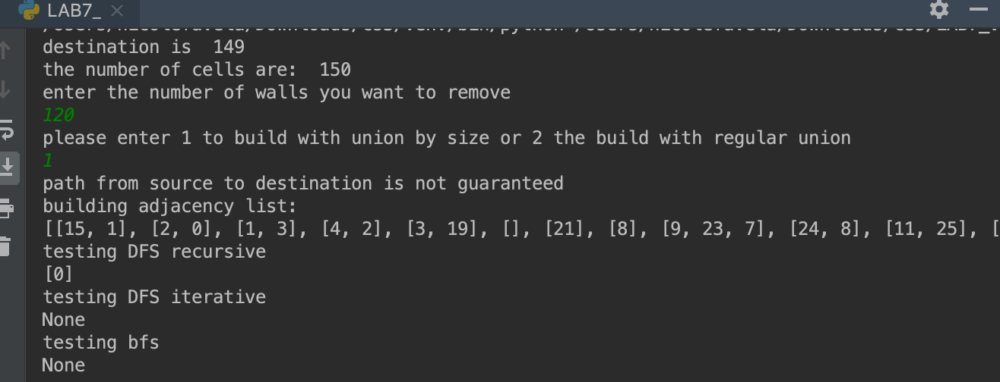 LAB7_
destination is  149
the number of cells are:  150
enter the number of walls you want to remove
120
please enter 1 to build with union by size or 2 the build with regular union
1
path from source to destination is not guaranteed
building adjacency list:
[[15, 1], [2, 0], [1, 3], [4, 2], [3, 19], [], [21], [8], [9, 23, 7], [24, 8], [11, 25], [
testing DFS recursive
[0]
testing DFS iterative
None
testing bfs
None